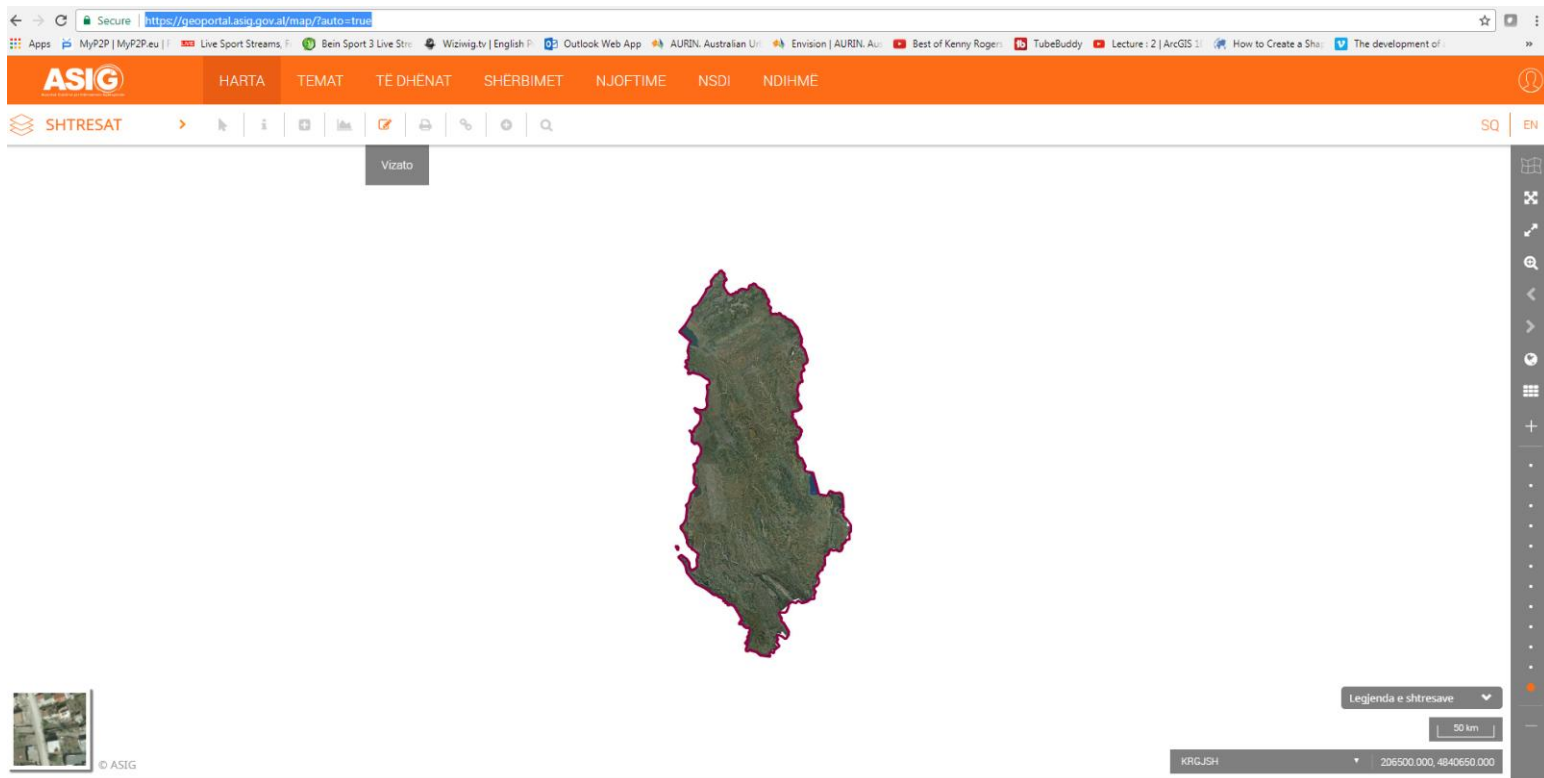 Secure | https://geoportal.asig.gov.al/map/?auto=true
Apps MyP2P | MyP2P.eu | F Live Sport Streams, F Bein Sport 3 Live Stre Wiziwig.tv | English P Outlook Web App AURIN. Australian Ur Envision | AURIN. Au Best of Kenny Roger TubeBuddy Lecture : 2 | ArcGIS 1 How to Create a Sha The development of »
ASIG HARTA TEMAT TË DHËNAT SHËRBIMET NJOFTIME NSDI NDIHMË
SHTRESAT SQ EN
Vizato
Legjenda e shtresave
50 km
© ASIG
KRGJSH 206500.000, 4840650.000